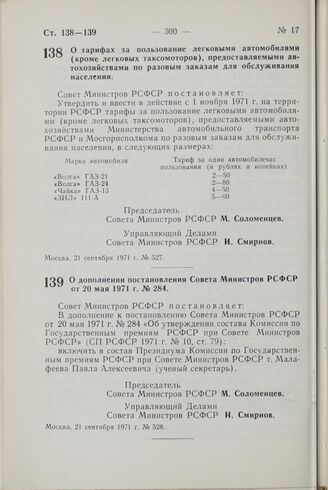 Ст. 138—139 — 300 — № 17
138 О тарифах за пользование легковыми автомобилями
(кроме легковых таксомоторов), предоставляемыми ав-
тохозяйствами по разовым заказам для обслуживания
населения.
Совет Министров РСФСР постановляет:
Утвердить и ввести в действие с 1 ноября 1971 г. на терри-
тории РСФСР тарифы за пользование легковыми автомобиля-
ми (кроме легковых таксомоторов), предоставляемыми авто-
хозяйствами Министерства автомобильного транспорта
РСФСР и Мосгорисполкома по разовым заказам для обслужи-
вания населения, в следующих размерах:
Марка автомобиля Тариф за один автомобилечас
пользования (в рублях и копейках)
«Волга» ГАЗ-21 2—50
«Волга» ГАЗ-24 2—80
«Чайка» ГАЗ-13 4—50
«ЗИЛ» 111-А 5—00
Председатель
Совета Министров РСФСР М. Соломенцев.
Управляющий Делами
Совета Министров РСФСР И. Смирнов.
Москва, 21 сентября 1971 г. № 527.
139 О дополнении постановления Совета Министров РСФСР
от 20 мая 1971 г. № 284.
Совет Министров РСФСР постановляет:
В дополнение к постановлению Совета Министров РСФСР
от 20 мая 1971 г. № 284 «Об утверждении состава Комиссии по
Государственным премиям РСФСР при Совете Министров
РСФСР» (СП РСФСР 1971 г. № 10, ст. 79):
включить в состав Президиума Комиссии по Государствен-
ным премиям РСФСР при Совете Министров РСФСР т. Мала-
феева Павла Алексеевича (ученый секретарь).
Председатель
Совета Министров РСФСР М. Соломенцев.
Управляющий Делами
Совета Министров РСФСР И. Смирнов.
Москва, 21 сентября 1971 г. № 528.